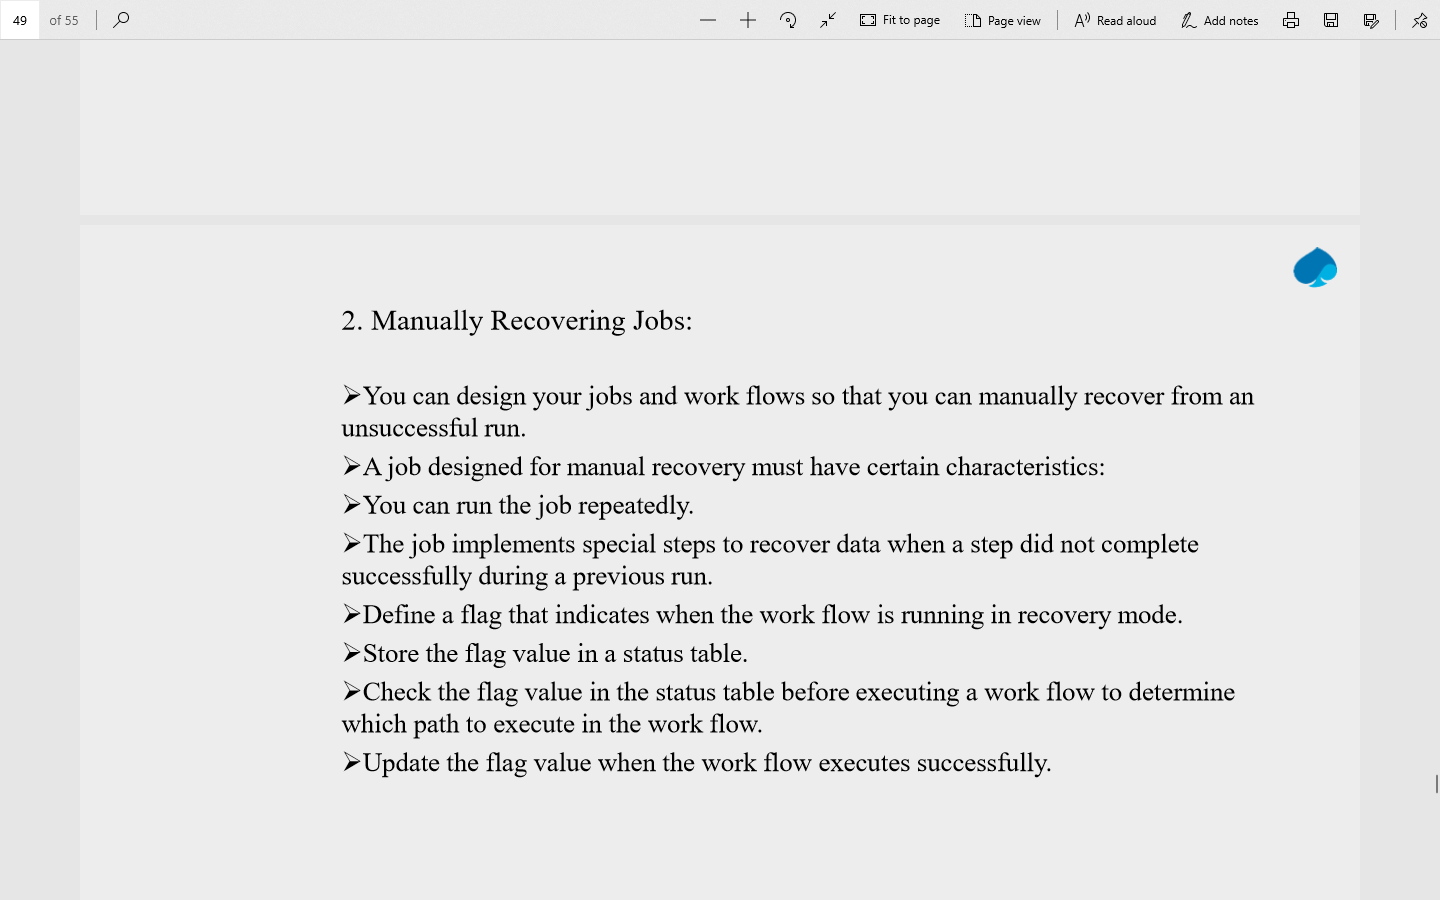 49 of 55 Fit to page Page view Read aloud Add notes
2. Manually Recovering Jobs:
➢You can design your jobs and work flows so that you can manually recover from an
unsuccessful run.
➢A job designed for manual recovery must have certain characteristics:
➢You can run the job repeatedly.
➢The job implements special steps to recover data when a step did not complete
successfully during a previous run.
➢Define a flag that indicates when the work flow is running in recovery mode.
➢Store the flag value in a status table.
➢Check the flag value in the status table before executing a work flow to determine
which path to execute in the work flow.
➢Update the flag value when the work flow executes successfully.